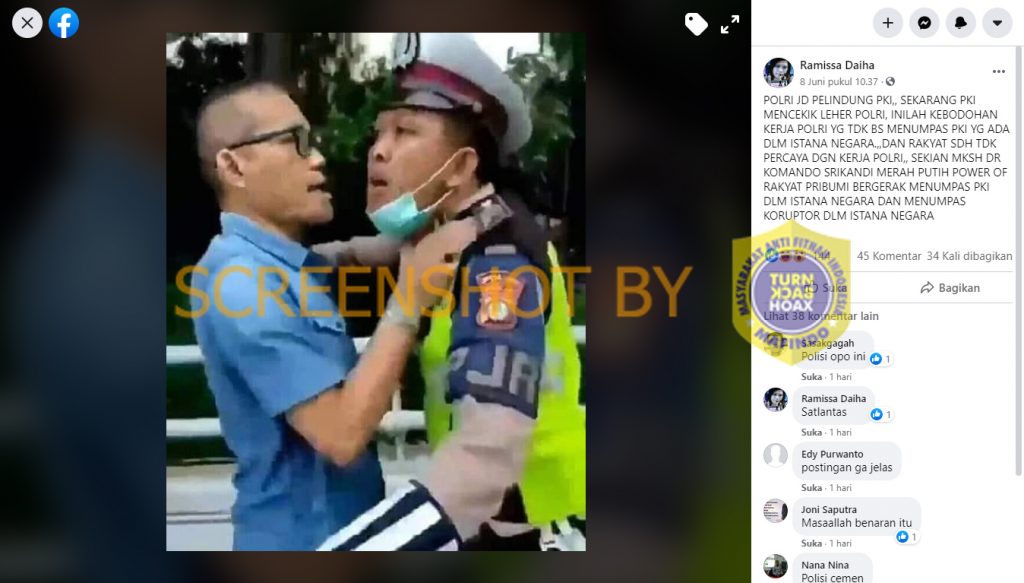 Ramissa Daiha
8 Juni pukul 10.37 ·
POLRI JD PELINDUNG PKI,, SEKARANG PKI
MENCEKIK LEHER POLRI, INILAH KEBODOHAN
KERJA POLRI YG TDK BS MENUMPAS PKI YG ADA
DLM ISTANA NEGARA.,,DAN RAKYAT SDH TDK
PERCAYA DGN KERJA POLRI,, SEKIAN MKSH DR
KOMANDO SRIKANDI MERAH PUTIH POWER OF
RAKYAT PRIBUMI BERGERAK MENUMPAS PKI
DLM ISTANA NEGARA DAN MENUMPAS
KORUPTOR DLM ISTANA NEGARA
45 Komentar 34 Kali dibagikan
Suka
Bagikan
MASYARAKAT ANTI FITNAH INDONESIA
TURN
BACK
HOAX
MAFINDO
Lihat 38 komentar lain
Sasakgagah
Polisi opo ini
1
Suka · 1 hari
Ramissa Daiha
Satlantas
1
Suka · 1 hari
Edy Purwanto
postingan ga jelas
Suka · 1 hari
Joni Saputra
Masaallah benaran itu
1
Suka · 1 hari
Nana Nina
Polisi cemen
SCREENSHOT BY
PJR